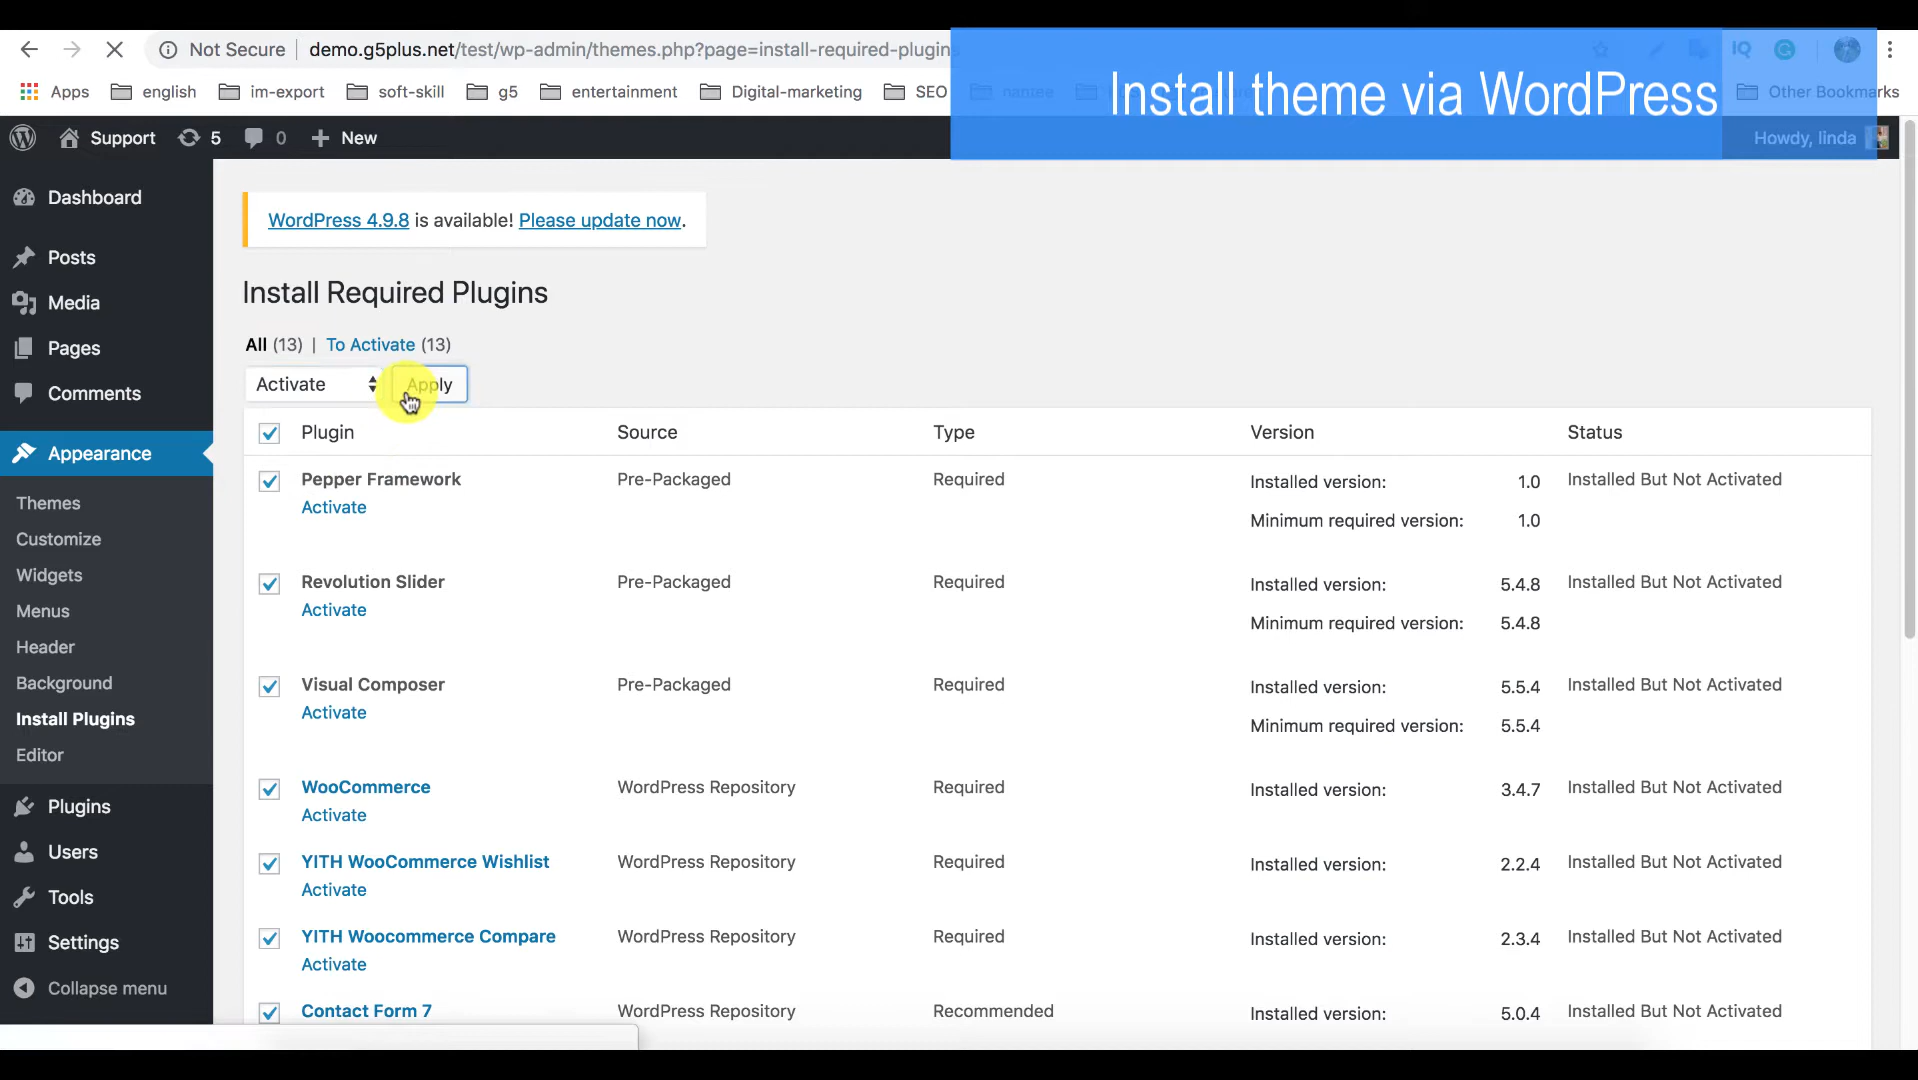 Not Secure | demo.g5plus.net/test/wp-admin/themes.php?page=install-required-plugins
Install theme via WordPress
IQ
Apps english im-export soft-skill g5 entertainment Digital-marketing SEO nantee Other Bookmarks
Support 5 0 New Howdy, linda
Dashboard
Posts
Media
Pages
Comments
Appearance
Themes
Customize
Widgets
Menus
Header
Background
Install Plugins
Editor
Plugins
Users
Tools
Settings
Collapse menu
WordPress 4.9.8 is available! Please update now.
Install Required Plugins
All (13) | To Activate (13)
Activate Apply
Plugin Source Type Version Status
Pepper Framework Pre-Packaged Required Installed version: 1.0 Installed But Not Activated
Activate Minimum required version: 1.0
Revolution Slider Pre-Packaged Required Installed version: 5.4.8 Installed But Not Activated
Activate Minimum required version: 5.4.8
Visual Composer Pre-Packaged Required Installed version: 5.5.4 Installed But Not Activated
Activate Minimum required version: 5.5.4
WooCommerce WordPress Repository Required Installed version: 3.4.7 Installed But Not Activated
Activate
YITH WooCommerce Wishlist WordPress Repository Required Installed version: 2.2.4 Installed But Not Activated
Activate
YITH Woocommerce Compare WordPress Repository Required Installed version: 2.3.4 Installed But Not Activated
Activate
Contact Form 7 WordPress Repository Recommended Installed version: 5.0.4 Installed But Not Activated